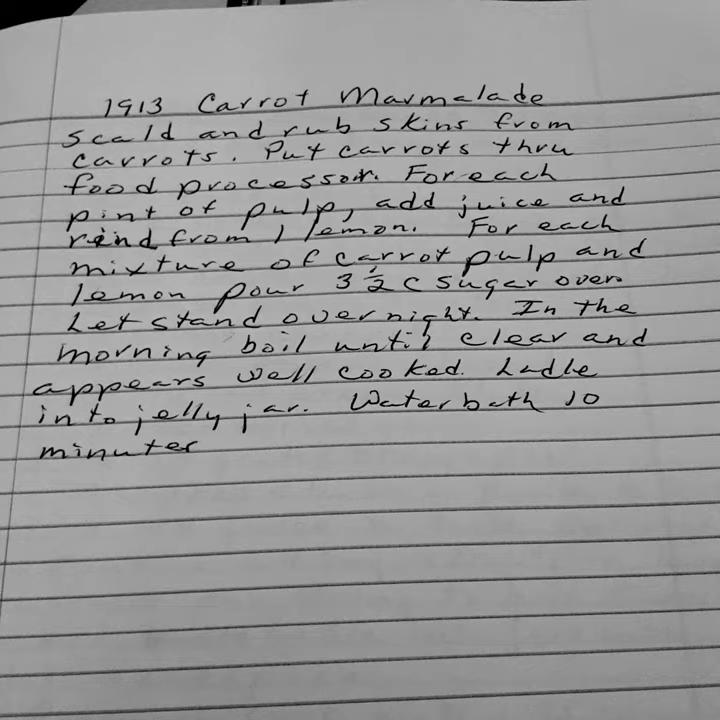 1913 Carrot Marmalade
Scald and rub skins from
carrots. Put carrots thru
food processor. For each
pint of pulp, add juice and
rind from 1 lemon. For each
mixture of carrot pulp and
lemon pour 3 1/2 c sugar over.
Let stand overnight. In the
morning boil until clear and
appears well cooked. Ladle
into jelly jar. Waterbath 10
minutes